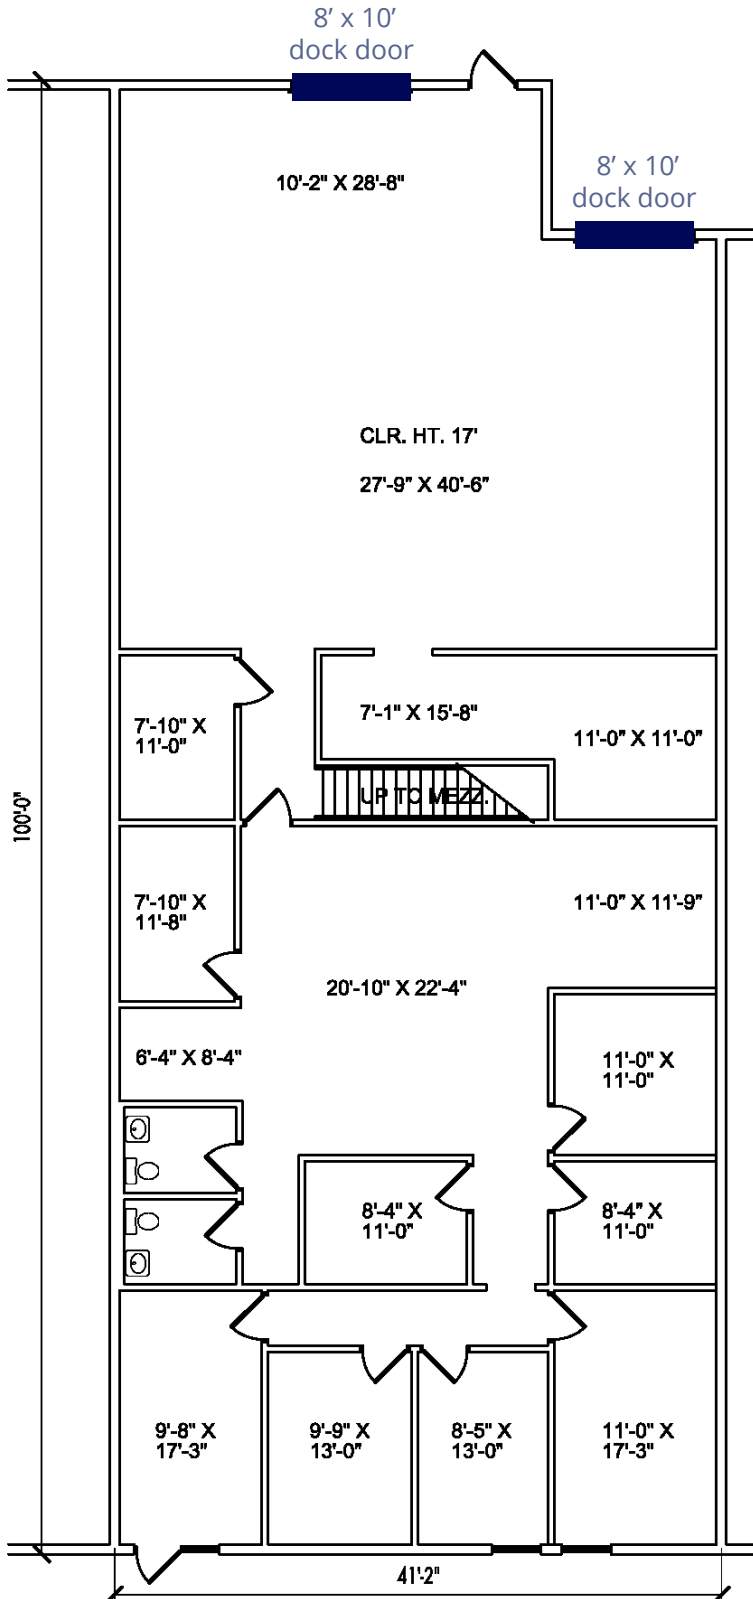 8’ x 10’
dock door
8’ x 10’
dock door
10'-2" X 28'-8"
CLR. HT. 17'
27'-9" X 40'-6"
7'-10" X
11'-0"
7'-1" X 15'-8"
11'-0" X 11'-0"
UP TO MEZZ.
100'-0"
7'-10" X
11'-8"
11'-0" X 11'-9"
20'-10" X 22'-4"
6'-4" X 8'-4"
11'-0" X
11'-0"
8'-4" X
11'-0"
8'-4" X
11'-0"
9'-8" X
17'-3"
9'-9" X
13'-0"
8'-5" X
13'-0"
11'-0" X
17'-3"
41'-2"